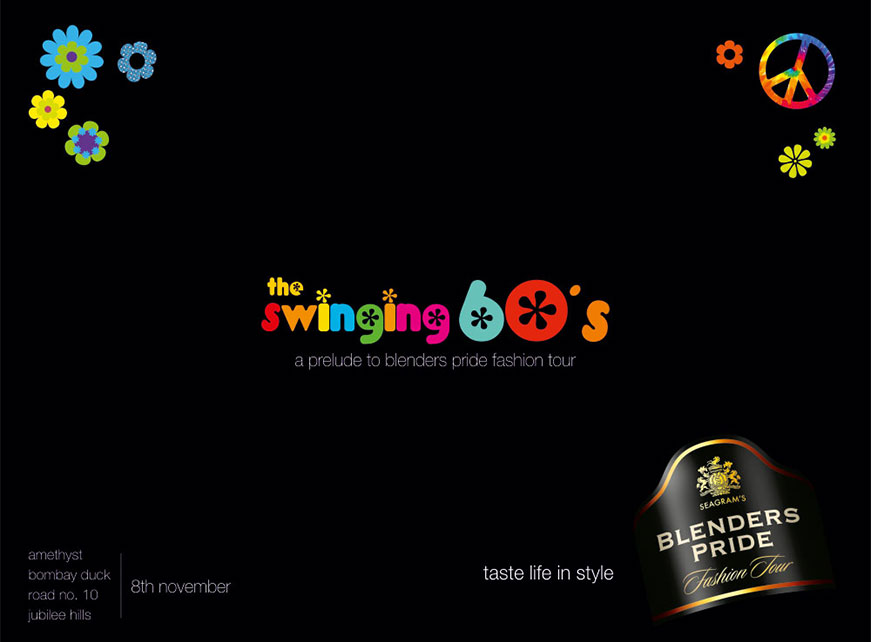 the
swinging 60's
a prelude to blenders pride fashion tour
amethyst
bombay duck
road no. 10
jubilee hills
8th november
taste life in style
SEAGRAM'S
BLENDERS
PRIDE
Fashion Tour